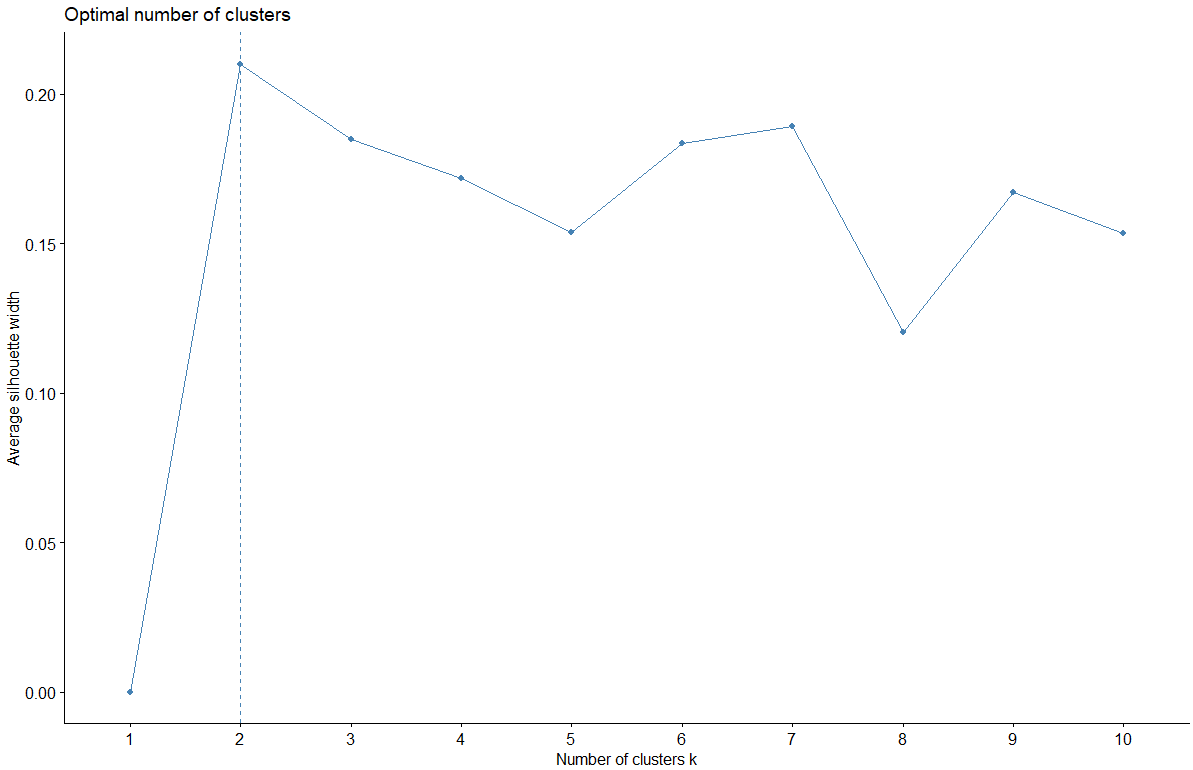 Optimal number of clusters
0.20
0.15
0.10
0.05
0.00
Average silhouette width
1 2 3 4 5 6 7 8 9 10
Number of clusters k